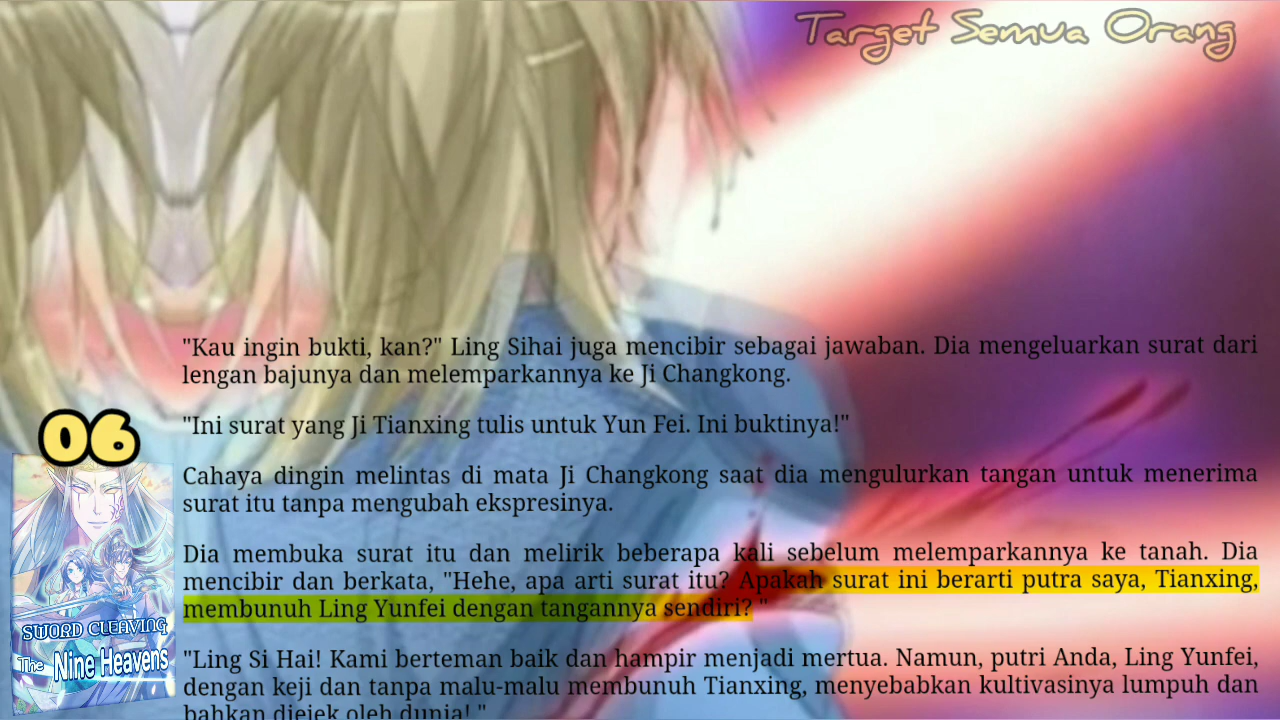 Target Semua Orang
"Kau ingin bukti, kan?" Ling Sihai juga mencibir sebagai jawaban. Dia mengeluarkan surat dari
lengan bajunya dan melemparkannya ke Ji Changkong.
"Ini surat yang Ji Tianxing tulis untuk Yun Fei. Ini buktinya!"
Cahaya dingin melintas di mata Ji Changkong saat dia mengulurkan tangan untuk menerima
surat itu tanpa mengubah ekspresinya.
Dia membuka surat itu dan melirik beberapa kali sebelum melemparkannya ke tanah. Dia
mencibir dan berkata, "Hehe, apa arti surat itu? Apakah surat ini berarti putra saya, Tianxing,
membunuh Ling Yunfei dengan tangannya sendiri? "
"Ling Si Hai! Kami berteman baik dan hampir menjadi mertua. Namun, putri Anda, Ling Yunfei,
dengan keji dan tanpa malu-malu membunuh Tianxing, menyebabkan kultivasinya lumpuh dan
bahkan diejek oleh dunia! "
06
SWORD CLEAVING
The Nine Heavens